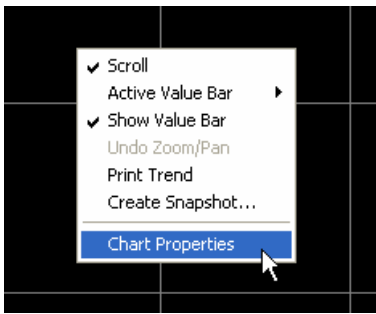 Scroll
Active Value Bar
Show Value Bar
Undo Zoom/Pan
Print Trend
Create Snapshot...
Chart Properties